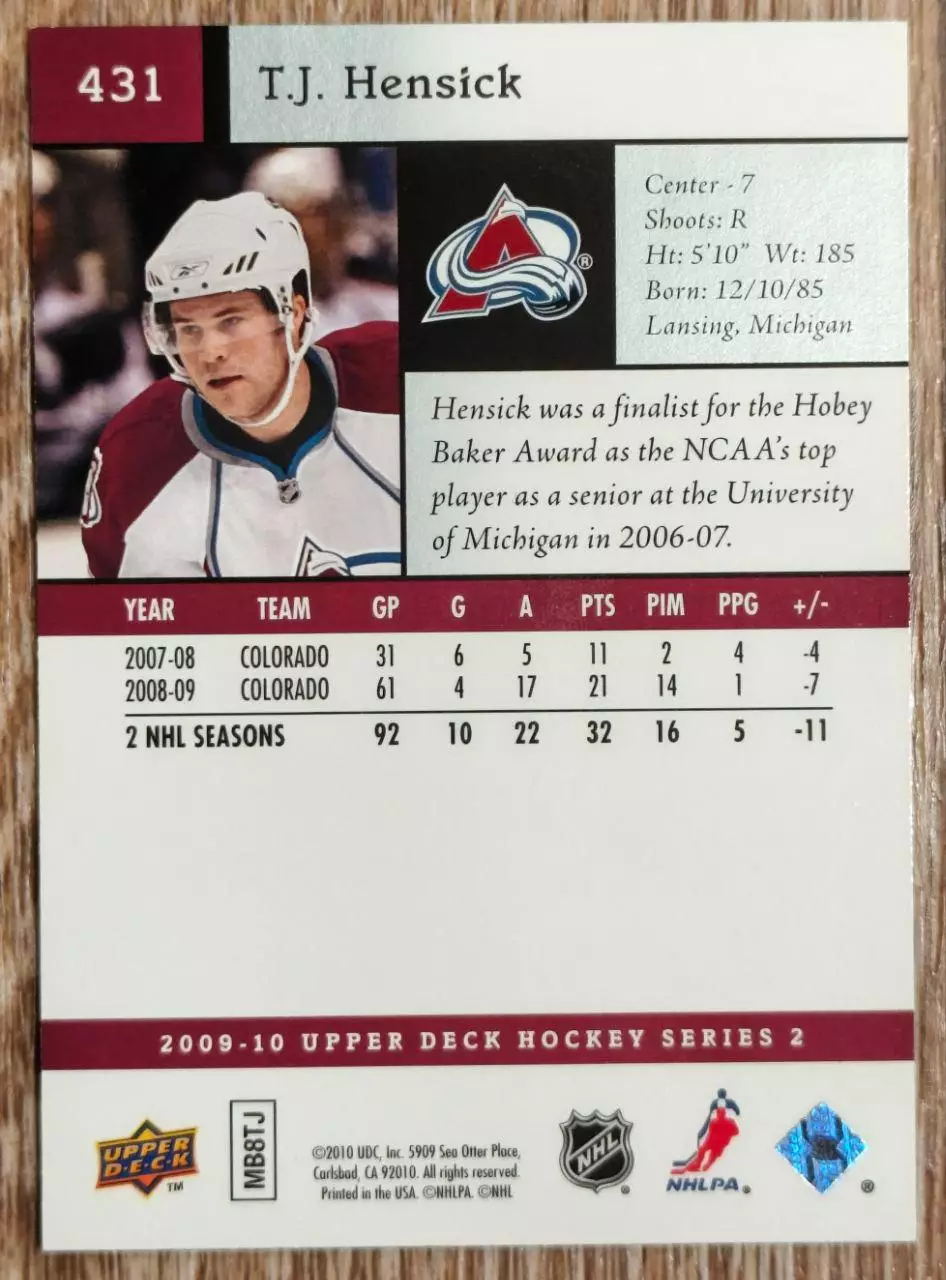 431
T.J. Hensick
Center - 7
Shoots: R
Ht: 5'10" Wt: 185
Born: 12/10/85
Lansing, Michigan
Reebok
A
®
Hensick was a finalist for the Hobey
Baker Award as the NCAA's top
player as a senior at the University
of Michigan in 2006-07.
YEAR TEAM GP G A PTS PIM PPG +/-
2007-08 COLORADO 31 6 5 11 2 4 -4
2008-09 COLORADO 61 4 17 21 14 1 -7
2 NHL SEASONS 92 10 22 32 16 5 -11
2009-10 UPPER DECK HOCKEY SERIES 2
UPPER
D·E·C·K
TM
MB8TJ
©2010 UDC, Inc. 5909 Sea Otter Place,
Carlsbad, CA 92010. All rights reserved.
Printed in the USA. ©NHLPA. ©NHL
NHL
®
NHLPA®
®